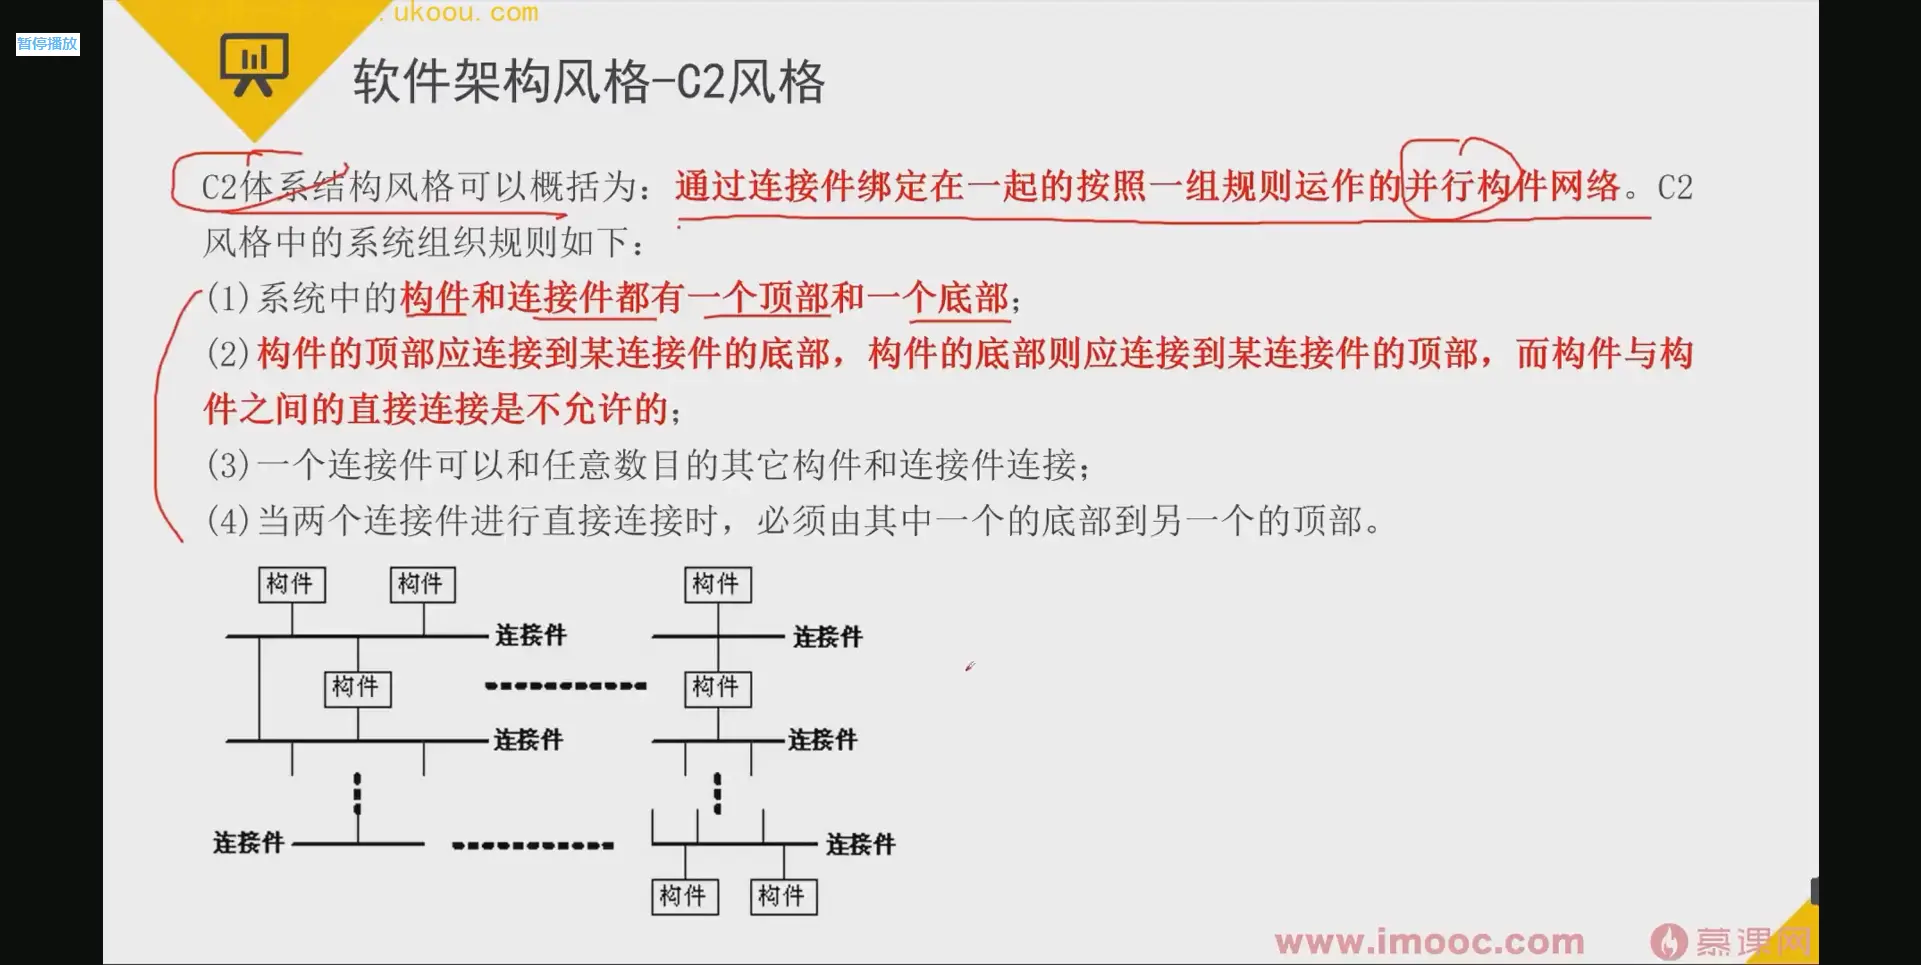 .ukoou.com
暂停播放
软件架构风格-C2风格
C2体系结构风格可以概括为：通过连接件绑定在一起的按照一组规则运作的并行构件网络。C2
风格中的系统组织规则如下：
(1)系统中的构件和连接件都有一个顶部和一个底部；
(2)构件的顶部应连接到某连接件的底部，构件的底部则应连接到某连接件的顶部，而构件与构
件之间的直接连接是不允许的；
(3)一个连接件可以和任意数目的其它构件和连接件连接；
(4)当两个连接件进行直接连接时，必须由其中一个的底部到另一个的顶部。
构件 构件 构件
连接件 连接件
构件 构件
连接件 连接件
连接件 连接件
构件 构件
www.imooc.com 慕课网